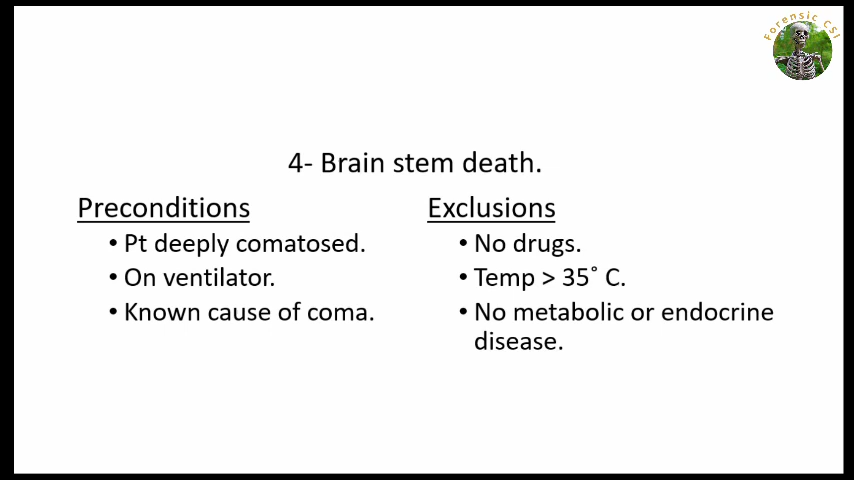 Forensic CSI
4- Brain stem death.
Preconditions
• Pt deeply comatosed.
• On ventilator.
• Known cause of coma.
Exclusions
• No drugs.
• Temp > 35˚ C.
• No metabolic or endocrine
disease.